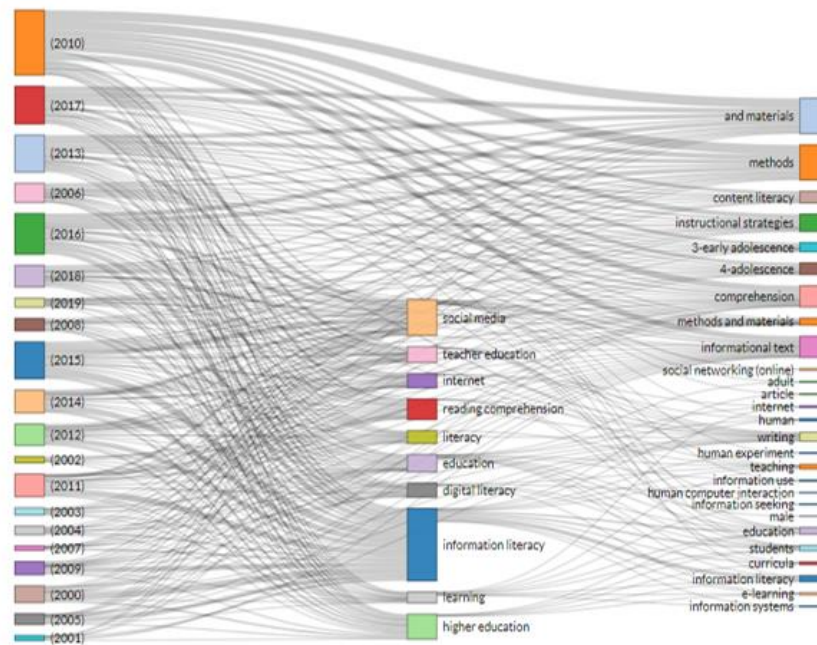 (2010)
(2017)
(2013)
(2006)
(2016)
(2018)
(2019)
(2008)
(2015)
(2014)
(2012)
(2002)
(2011)
(2003)
(2004)
(2007)
(2009)
(2000)
(2005)
(2001)
social media
teacher education
internet
reading comprehension
literacy
education
digital literacy
information literacy
learning
higher education
and materials
methods
content literacy
instructional strategies
3-early adolescence
4-adolescence
comprehension
methods and materials
informational text
social networking (online)
adult
article
internet
human
writing
human experiment
teaching
information use
human computer interaction
information seeking
male
education
students
curricula
information literacy
e-learning
information systems